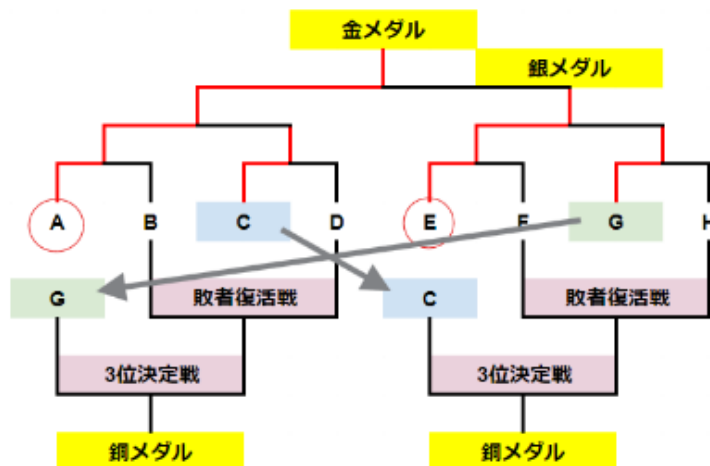 金メダル
銀メダル
A B C D E F G H
G 敗者復活戦 C 敗者復活戦
3位決定戦 3位決定戦
銅メダル 銅メダル